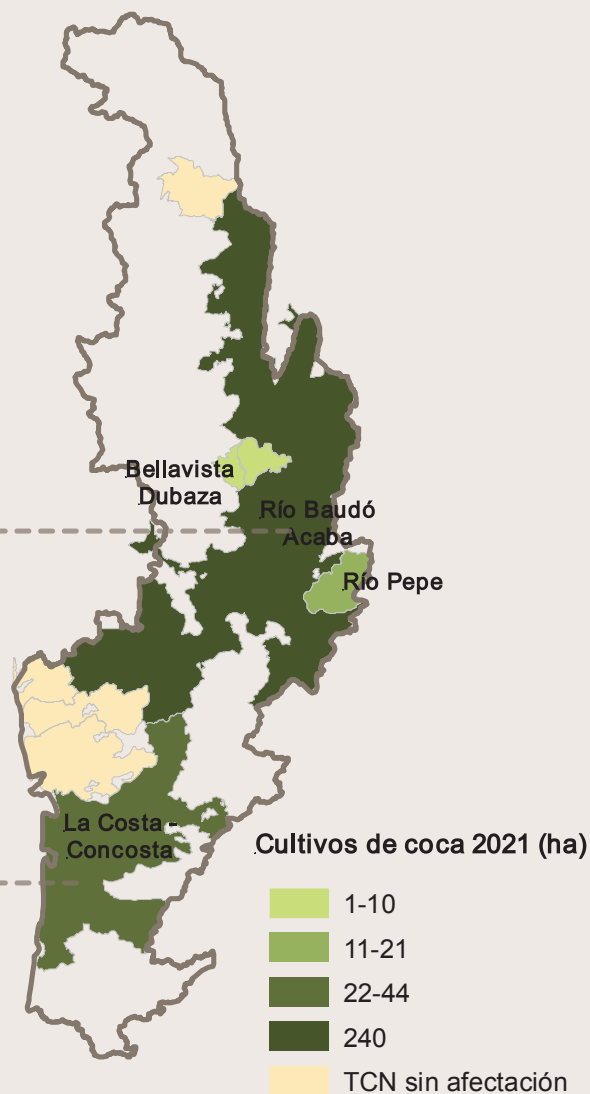 Bellavista
Dubaza
Río Baudó
Acaba
Río Pepe
La Costa -
Concosta
Cultivos de coca 2021 (ha)
1-10
11-21
22-44
240
TCN sin afectación